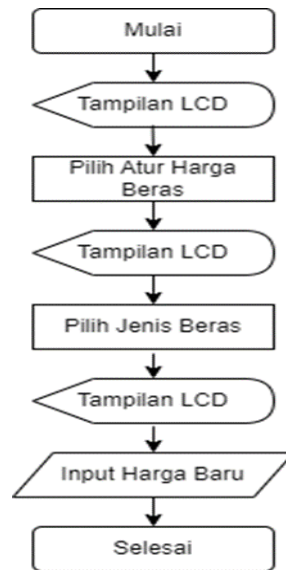 Mulai
Tampilan LCD
Pilih Atur Harga
Beras
Tampilan LCD
Pilih Jenis Beras
Tampilan LCD
Input Harga Baru
Selesai